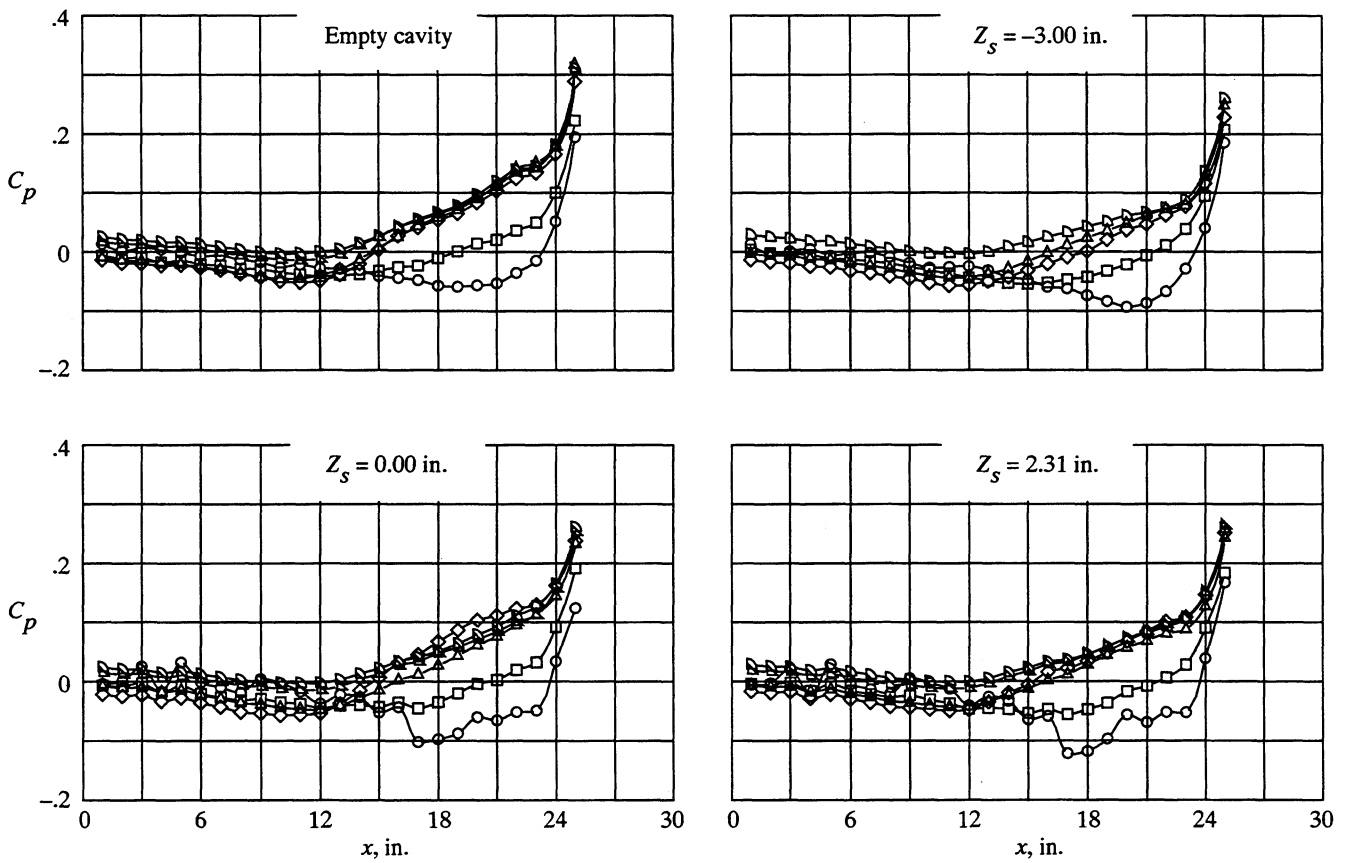 .4
Empty cavity
Z_s = –3.00 in.
.2
C_p
0
–.2
.4
Z_s = 0.00 in.
Z_s = 2.31 in.
.2
C_p
0
–.2
0 6 12 18 24 30 0 6 12 18 24 30
x, in. x, in.